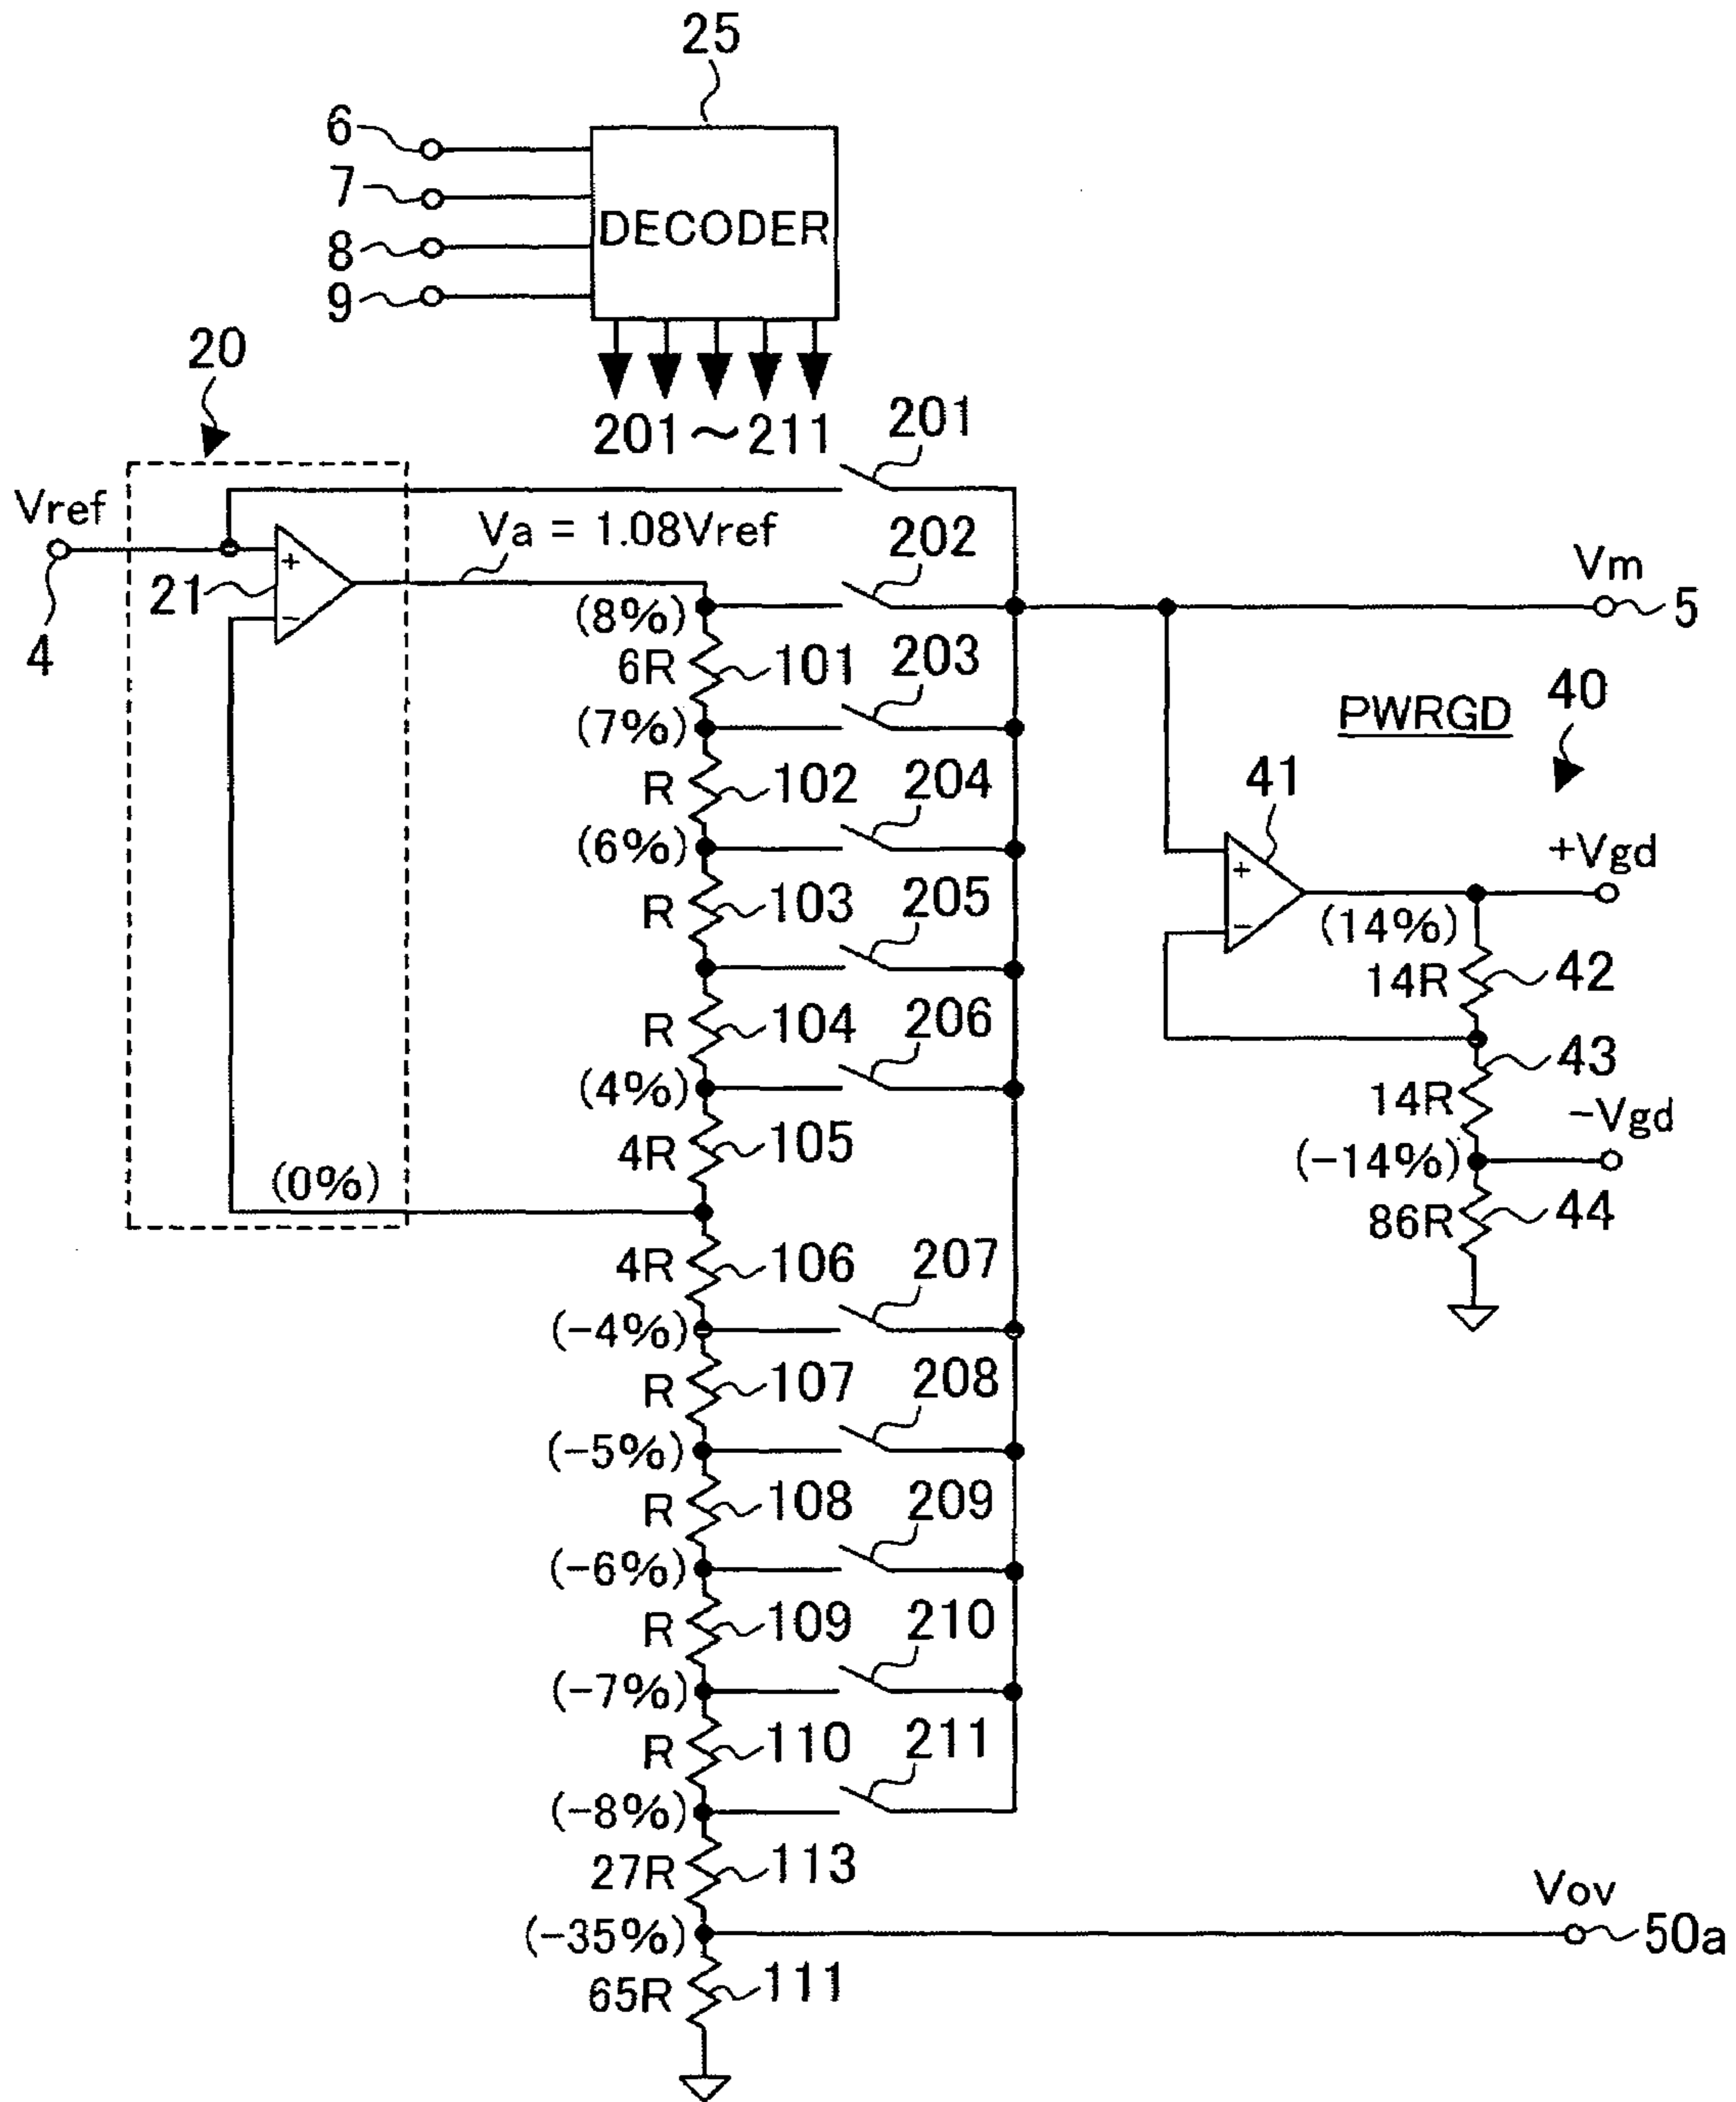 25
6
7
8
9
DECODER
20
201~211
201
Vref
Va = 1.08Vref
202
Vm
21
(8%)
5
4
6R
101
203
40
PWRGD
(7%)
R
102
204
41
(6%)
+Vgd
R
103
205
(14%)
14R
42
R
104
206
43
(4%)
14R
-Vgd
4R
105
(-14%)
(0%)
86R
44
4R
106
207
(-4%)
R
107
208
(-5%)
R
108
209
(-6%)
R
109
210
(-7%)
R
110
211
(-8%)
27R
113
Vov
(-35%)
50a
65R
111
+
-
+
-